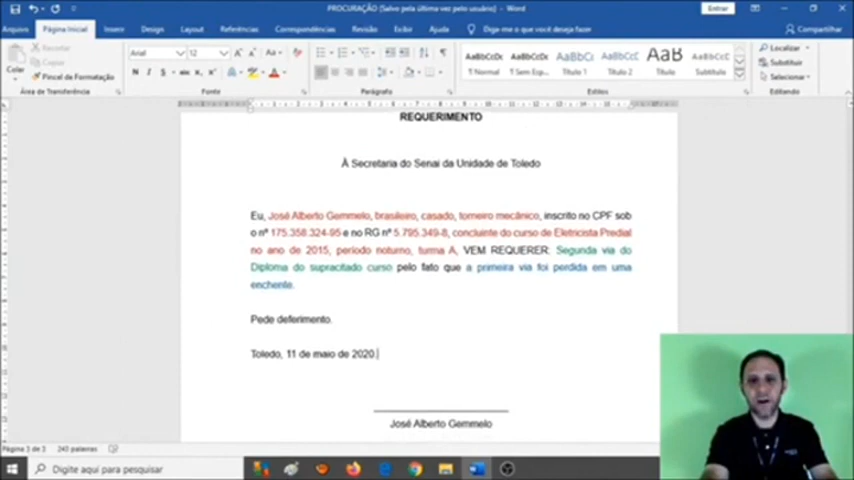 PROCURAÇÃO (Salvo pela última vez pelo usuário) - Word
Entrar
Arquivo Página Inicial Inserir Design Layout Referências Correspondências Revisão Exibir Ajuda Diga-me o que você deseja fazer Compartilhar
Colar
Recortar
Copiar
Pincel de Formatação
Área de Transferência
Arial 12
N I S
Fonte
Parágrafo
AaBbCcDc AaBbCcDc AaBbCc AaBbCcC AaB AaBbCcC
¶ Normal ¶ Sem Esp... Título 1 Título 2 Título Subtítulo
Estilos
Localizar
Substituir
Selecionar
Editando
REQUERIMENTO
À Secretaria do Senai da Unidade de Toledo
Eu, José Alberto Gemmelo, brasileiro, casado, torneiro mecânico, inscrito no CPF sob
o nº 175.358.324-95 e no RG nº 5.795.349-8, concluinte do curso de Eletricista Predial
no ano de 2015, período noturno, turma A, VEM REQUERER: Segunda via do
Diploma do supracitado curso pelo fato que a primeira via foi perdida em uma
enchente.
Pede deferimento.
Toledo, 11 de maio de 2020.
José Alberto Gemmelo
Página 3 de 3 243 palavras
Digite aqui para pesquisar